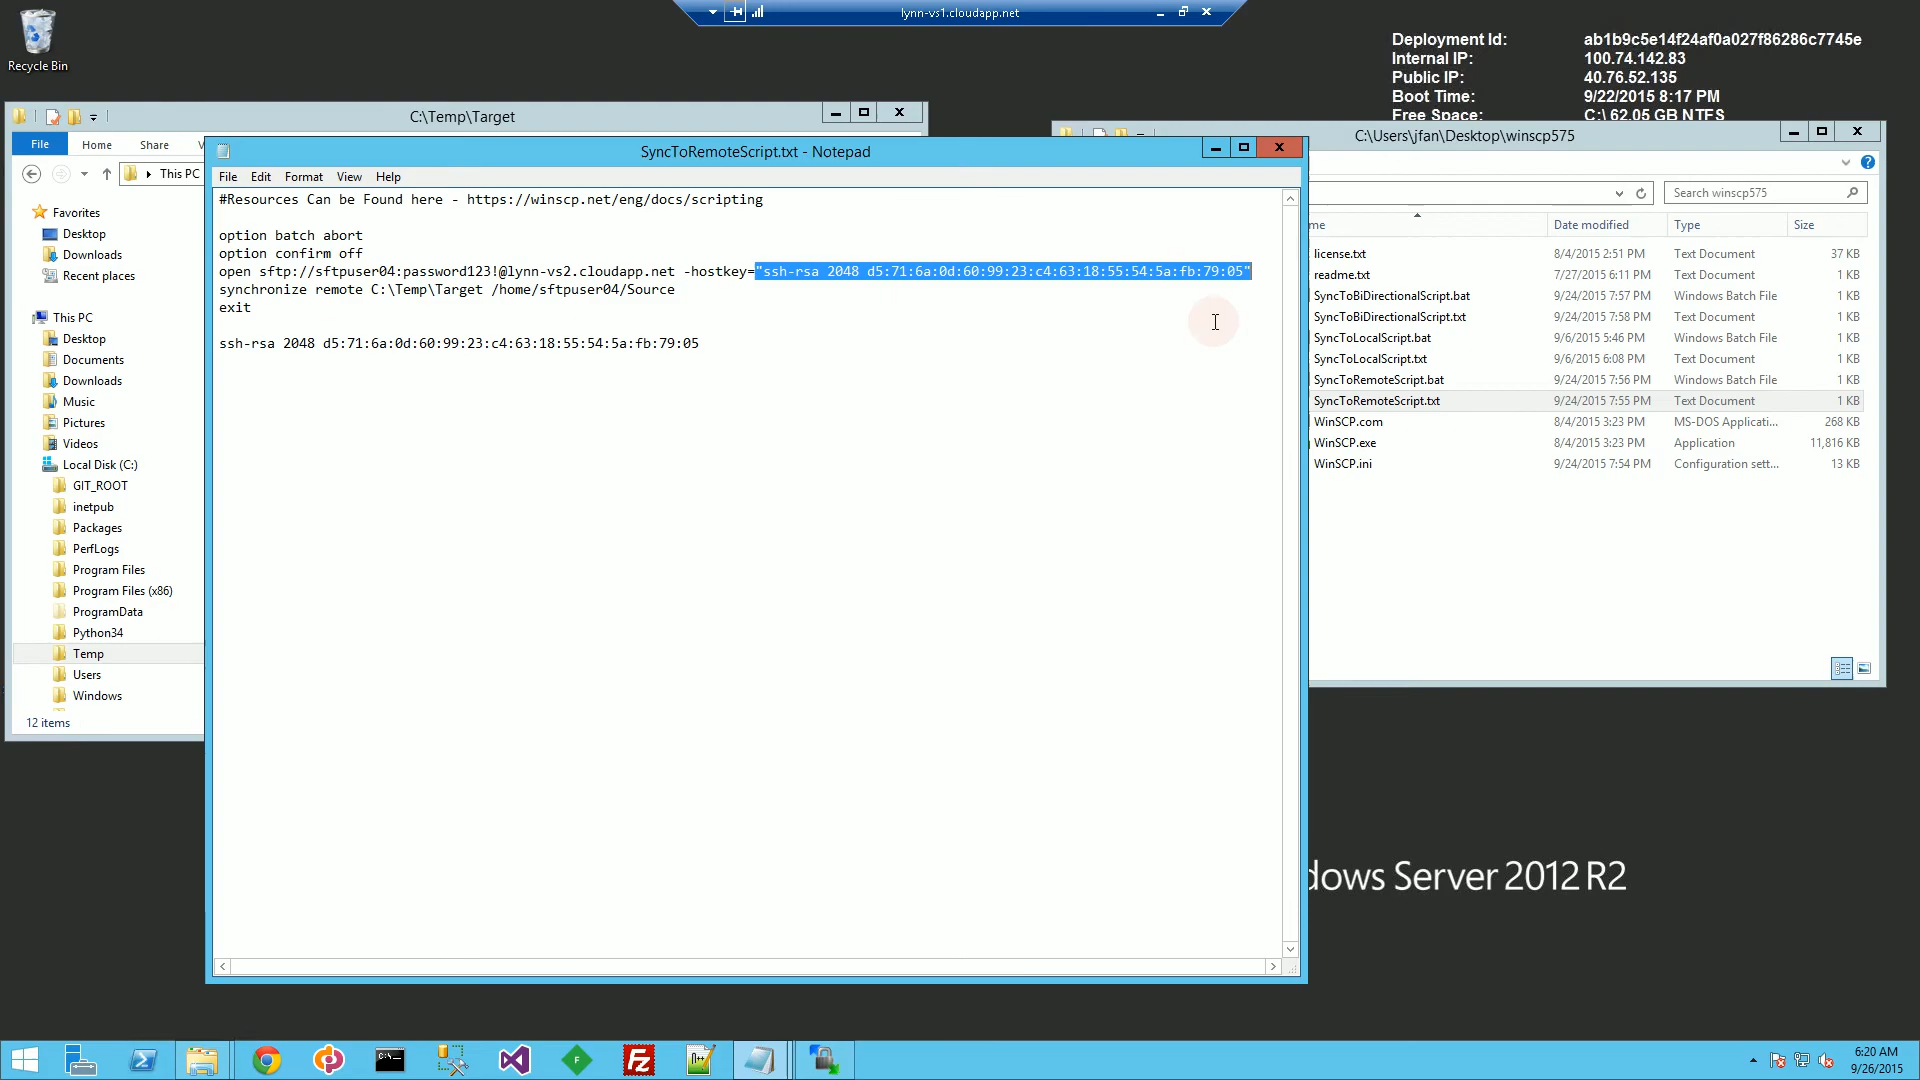 lynn-vs1.cloudapp.net
Recycle Bin
Deployment Id: ab1b9c5e14f24af0a027f86286c7745e
Internal IP: 100.74.142.83
Public IP: 40.76.52.135
Boot Time: 9/22/2015 8:17 PM
Free Space: C:\ 62.05 GB NTFS
C:\Temp\Target
File Home Share
This PC
Favorites
Desktop
Downloads
Recent places
This PC
Desktop
Documents
Downloads
Music
Pictures
Videos
Local Disk (C:)
GIT_ROOT
inetpub
Packages
PerfLogs
Program Files
Program Files (x86)
ProgramData
Python34
Temp
Users
Windows
12 items
SyncToRemoteScript.txt - Notepad
File Edit Format View Help
#Resources Can be Found here - https://winscp.net/eng/docs/scripting
option batch abort
option confirm off
open sftp://sftpuser04:password123!@lynn-vs2.cloudapp.net -hostkey="ssh-rsa 2048 d5:71:6a:0d:60:99:23:c4:63:18:55:54:5a:fb:79:05"
synchronize remote C:\Temp\Target /home/sftpuser04/Source
exit
ssh-rsa 2048 d5:71:6a:0d:60:99:23:c4:63:18:55:54:5a:fb:79:05
C:\Users\jfan\Desktop\winscp575
Search winscp575
me Date modified Type Size
license.txt 8/4/2015 2:51 PM Text Document 37 KB
readme.txt 7/27/2015 6:11 PM Text Document 1 KB
SyncToBiDirectionalScript.bat 9/24/2015 7:57 PM Windows Batch File 1 KB
SyncToBiDirectionalScript.txt 9/24/2015 7:58 PM Text Document 1 KB
SyncToLocalScript.bat 9/6/2015 5:46 PM Windows Batch File 1 KB
SyncToLocalScript.txt 9/6/2015 6:08 PM Text Document 1 KB
SyncToRemoteScript.bat 9/24/2015 7:56 PM Windows Batch File 1 KB
SyncToRemoteScript.txt 9/24/2015 7:55 PM Text Document 1 KB
WinSCP.com 8/4/2015 3:23 PM MS-DOS Applicati... 268 KB
WinSCP.exe 8/4/2015 3:23 PM Application 11,816 KB
WinSCP.ini 9/24/2015 7:54 PM Configuration sett... 13 KB
dows Server 2012 R2
6:20 AM
9/26/2015